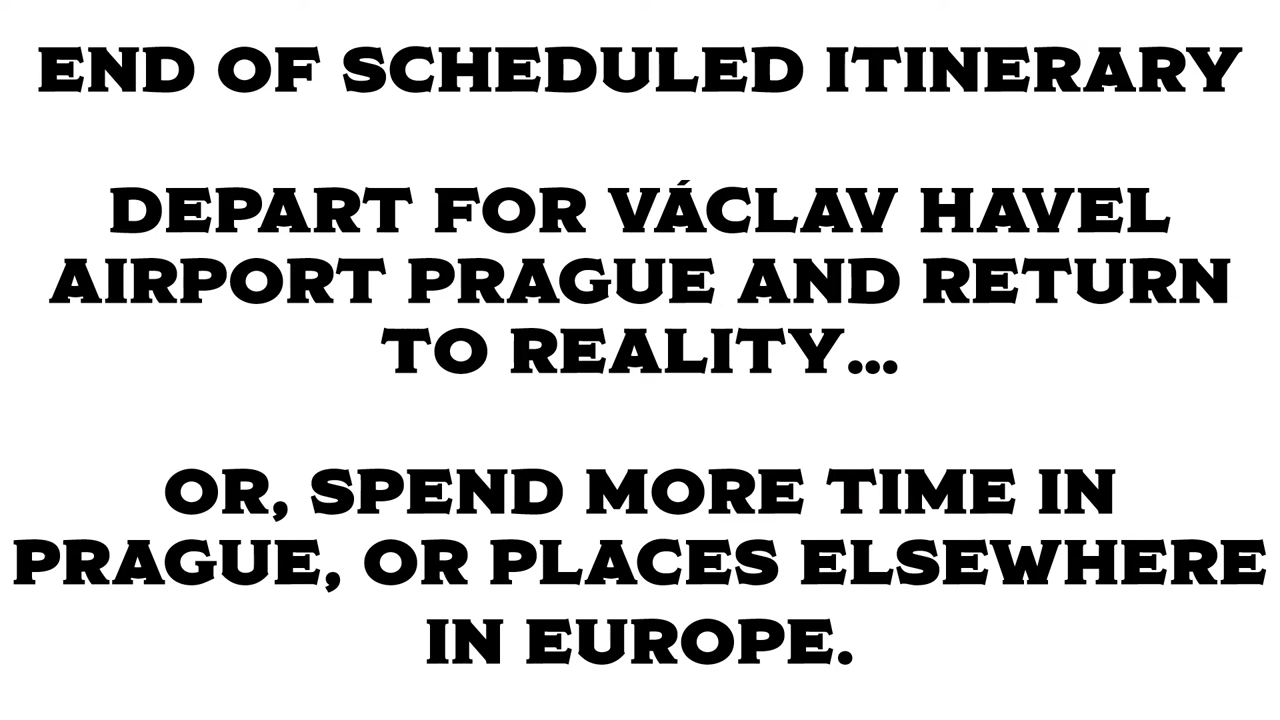 END OF SCHEDULED ITINERARY
DEPART FOR VÁCLAV HAVEL
AIRPORT PRAGUE AND RETURN
TO REALITY...
OR, SPEND MORE TIME IN
PRAGUE, OR PLACES ELSEWHERE
IN EUROPE.